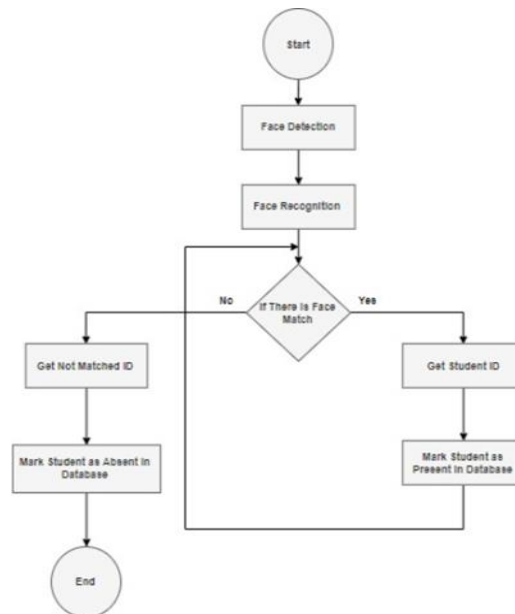 Start
Face Detection
Face Recognition
No
If There Is Face
Match
Yes
Get Not Matched ID
Get Student ID
Mark Student as Absent in
Database
Mark Student as
Present in Database
End